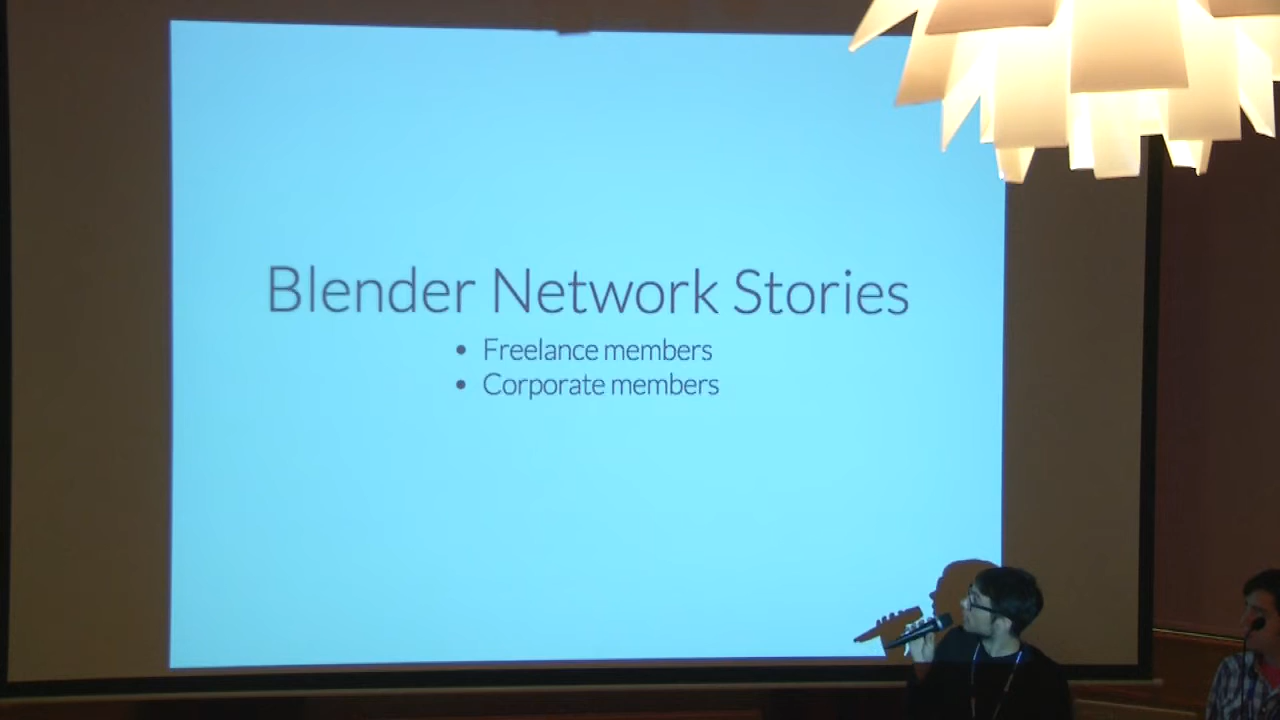 Blender Network Stories
• Freelance members
• Corporate members